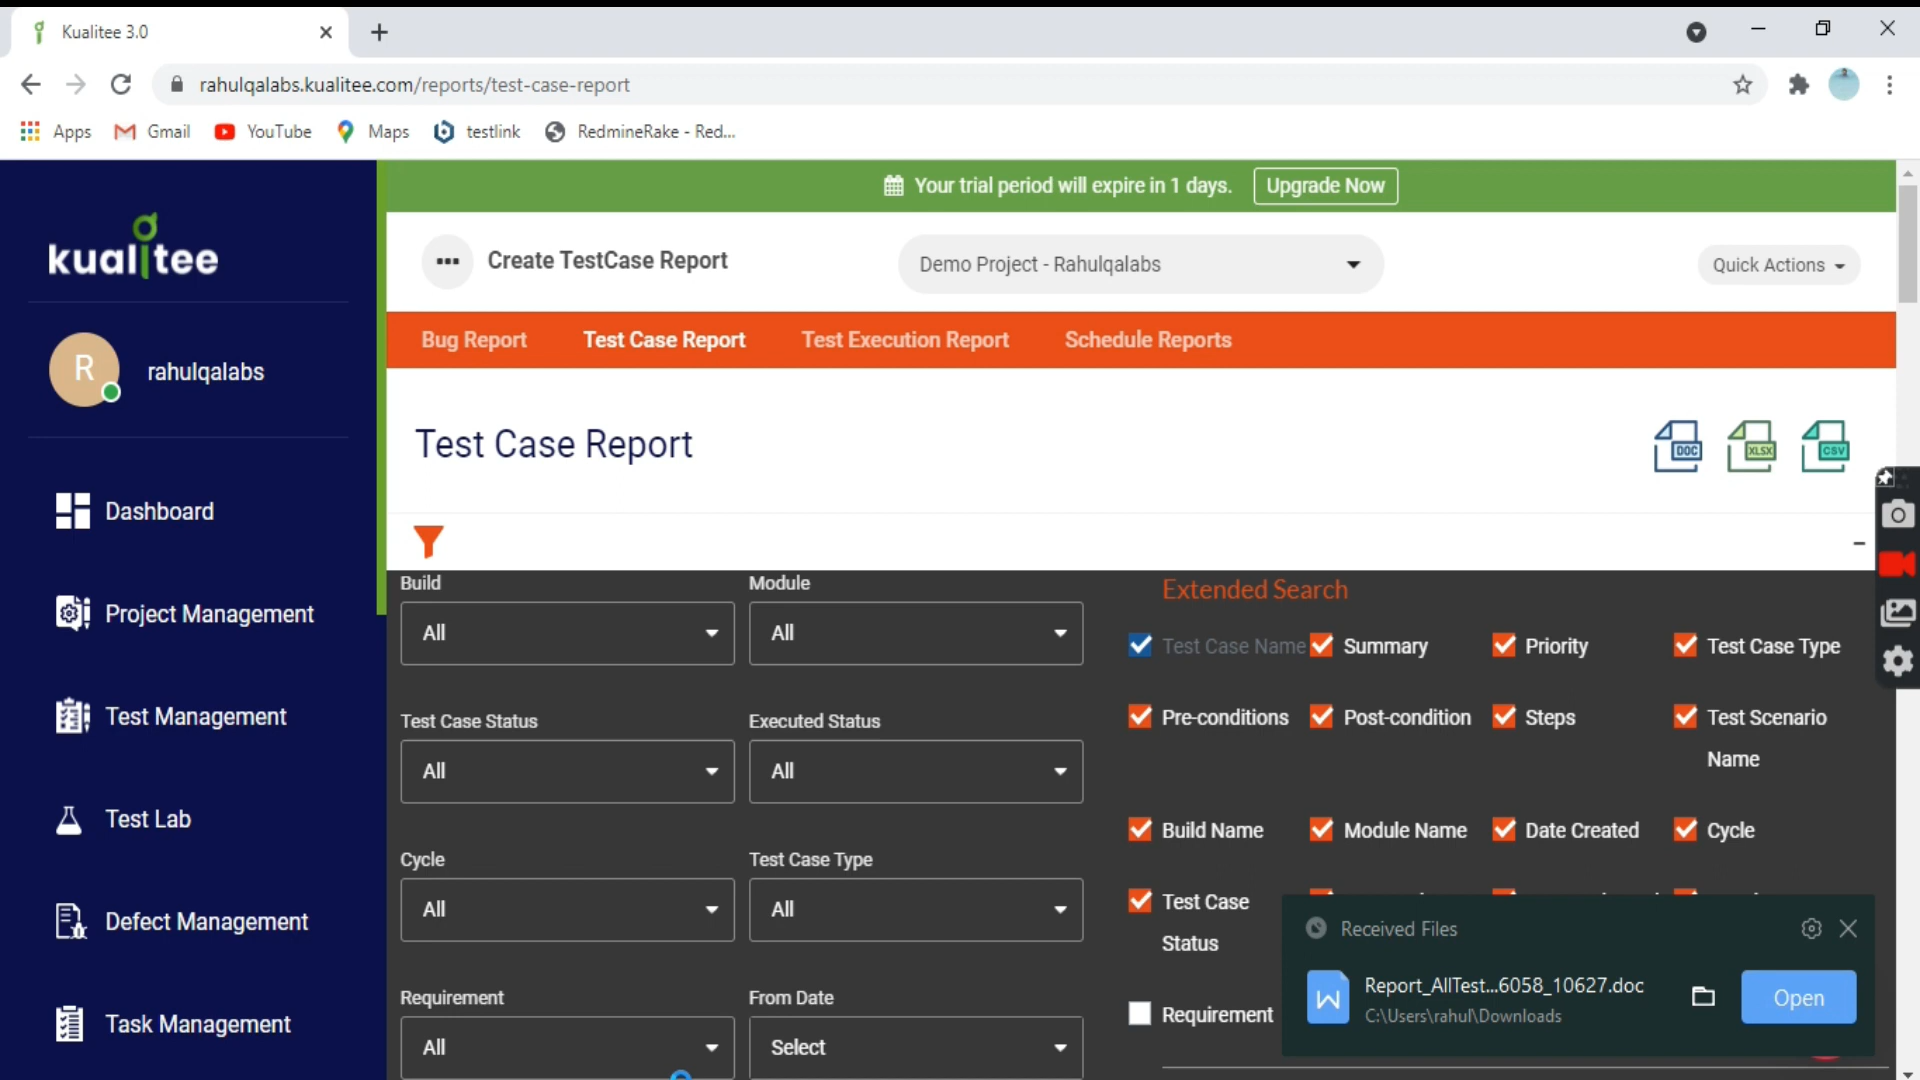 Kualitee 3.0
rahulqalabs.kualitee.com/reports/test-case-report
Apps
Gmail
YouTube
Maps
testlink
RedmineRake - Red...
Your trial period will expire in 1 days.
Upgrade Now
kualitee
Create TestCase Report
Demo Project - Rahulqalabs
Quick Actions
Bug Report
Test Case Report
Test Execution Report
Schedule Reports
R
rahulqalabs
Test Case Report
DOC
XLSX
CSV
Dashboard
Project Management
Test Management
Test Lab
Defect Management
Task Management
Build
All
Module
All
Test Case Status
All
Executed Status
All
Cycle
All
Test Case Type
All
Requirement
All
From Date
Select
Extended Search
Test Case Name
Summary
Priority
Test Case Type
Pre-conditions
Post-condition
Steps
Test Scenario
Name
Build Name
Module Name
Date Created
Cycle
Test Case
Status
Requirement
Received Files
Report_AllTest...6058_10627.doc
C:\Users\rahul\Downloads
Open